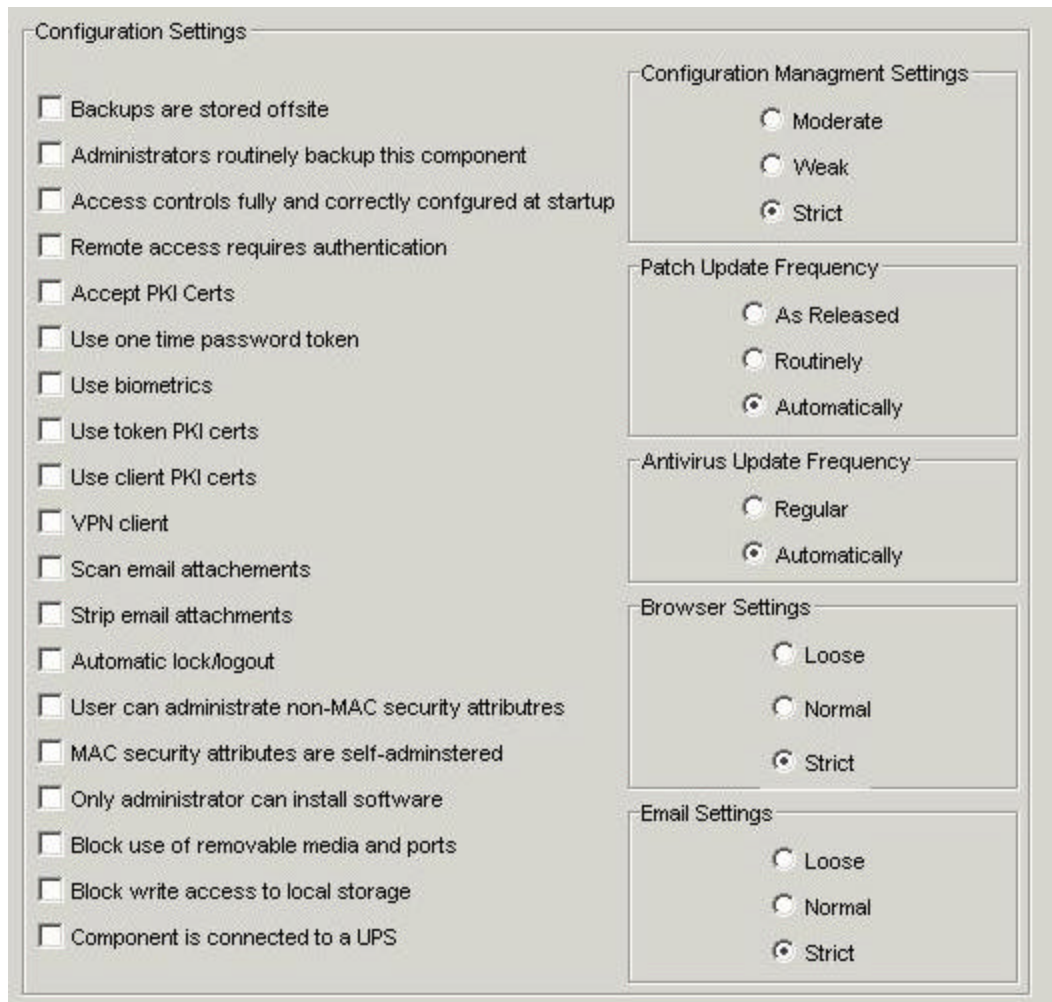 Configuration Settings
Backups are stored offsite
Administrators routinely backup this component
Access controls fully and correctly confgured at startup
Remote access requires authentication
Accept PKI Certs
Use one time password token
Use biometrics
Use token PKI certs
Use client PKI certs
VPN client
Scan email attachements
Strip email attachments
Automatic lock/logout
User can administrate non-MAC security attributres
MAC security attributes are self-adminstered
Only administrator can install software
Block use of removable media and ports
Block write access to local storage
Component is connected to a UPS
Configuration Managment Settings
Moderate
Weak
Strict
Patch Update Frequency
As Released
Routinely
Automatically
Antivirus Update Frequency
Regular
Automatically
Browser Settings
Loose
Normal
Strict
Email Settings
Loose
Normal
Strict